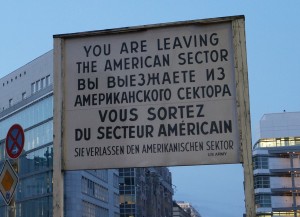 YOU ARE LEAVING
THE AMERICAN SECTOR
ВЫ ВЫЕЗЖАЕТЕ ИЗ
АМЕРИКАНСКОГО СЕКТОРА
VOUS SORTEZ
DU SECTEUR AMÉRICAIN
SIE VERLASSEN DEN AMERIKANISCHEN SEKTOR
U.S. ARMY